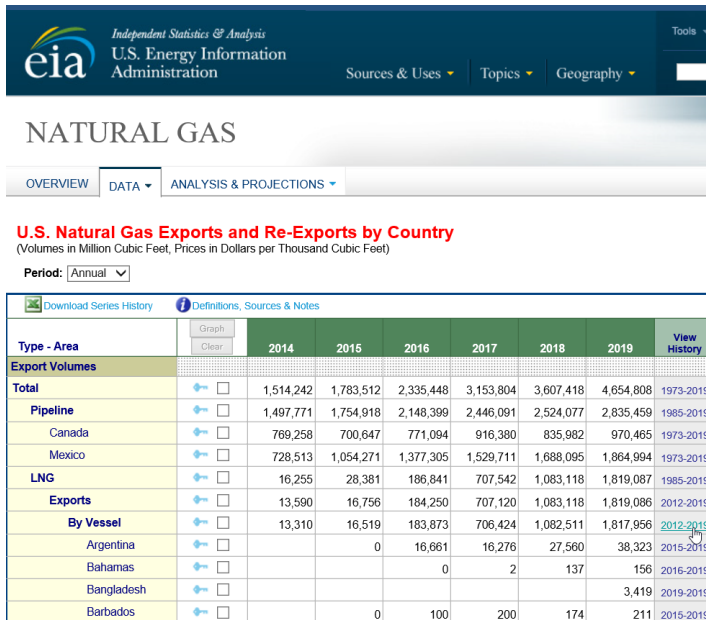 Independent Statistics & Analysis
eia U.S. Energy Information
Administration
Tools
Sources & Uses Topics Geography
NATURAL GAS
OVERVIEW DATA ANALYSIS & PROJECTIONS
U.S. Natural Gas Exports and Re-Exports by Country
(Volumes in Million Cubic Feet, Prices in Dollars per Thousand Cubic Feet)
Period: Annual
Download Series History Definitions, Sources & Notes
Type - Area Graph Clear 2014 2015 2016 2017 2018 2019 View History
Export Volumes
Total 1,514,242 1,783,512 2,335,448 3,153,804 3,607,418 4,654,808 1973-2019
Pipeline 1,497,771 1,754,918 2,148,399 2,446,091 2,524,077 2,835,459 1985-2019
Canada 769,258 700,647 771,094 916,380 835,982 970,465 1973-2019
Mexico 728,513 1,054,271 1,377,305 1,529,711 1,688,095 1,864,994 1973-2019
LNG 16,255 28,381 186,841 707,542 1,083,118 1,819,087 1985-2019
Exports 13,590 16,756 184,250 707,120 1,083,118 1,819,086 2012-2019
By Vessel 13,310 16,519 183,873 706,424 1,082,511 1,817,956 2012-2019
Argentina 0 16,661 16,276 27,560 38,323 2015-2019
Bahamas 0 2 137 156 2016-2019
Bangladesh 3,419 2019-2019
Barbados 0 100 200 174 211 2015-2019